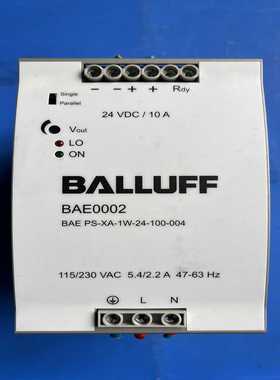 − − + + Rdy
Single
Parallel
24 VDC / 10 A
Vout
LO
ON
BALLUFF
BAE0002
BAE PS-XA-1W-24-100-004
115/230 VAC 5.4/2.2 A 47-63 Hz
L N